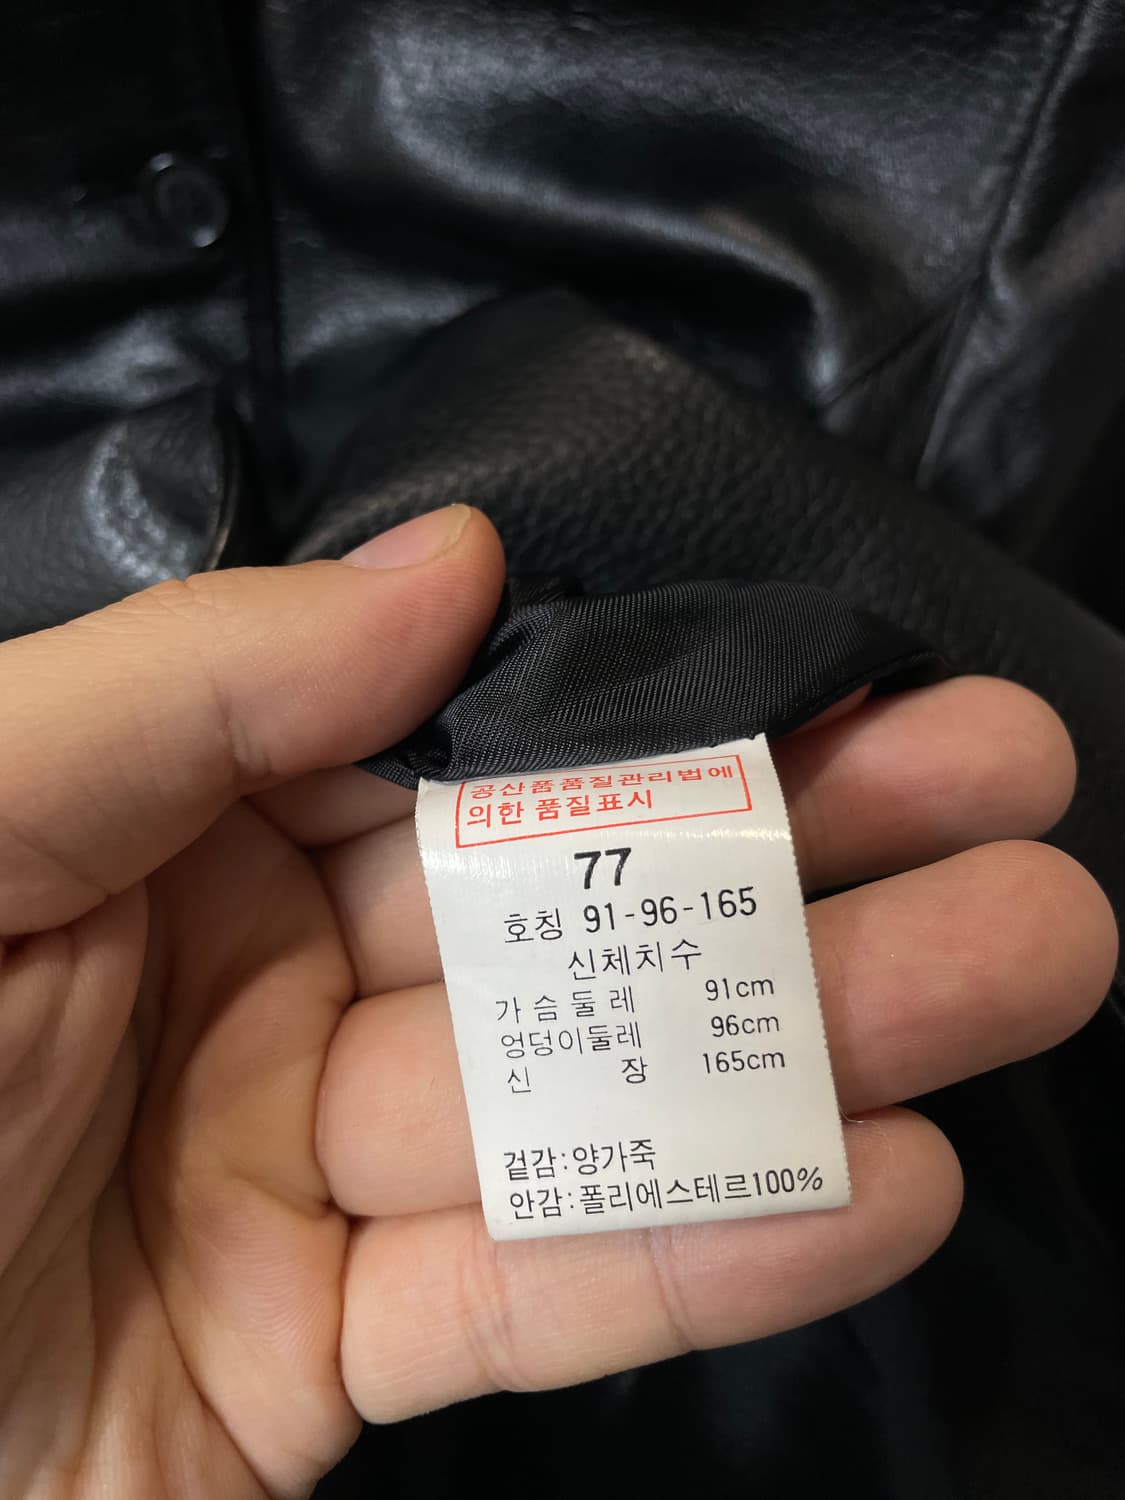 공산품품질관리법에
의한 품질표시
77
호칭 91-96-165
신체치수
가슴둘레 91cm
엉덩이둘레 96cm
신 장 165cm
겉감:양가죽
안감:폴리에스테르100%